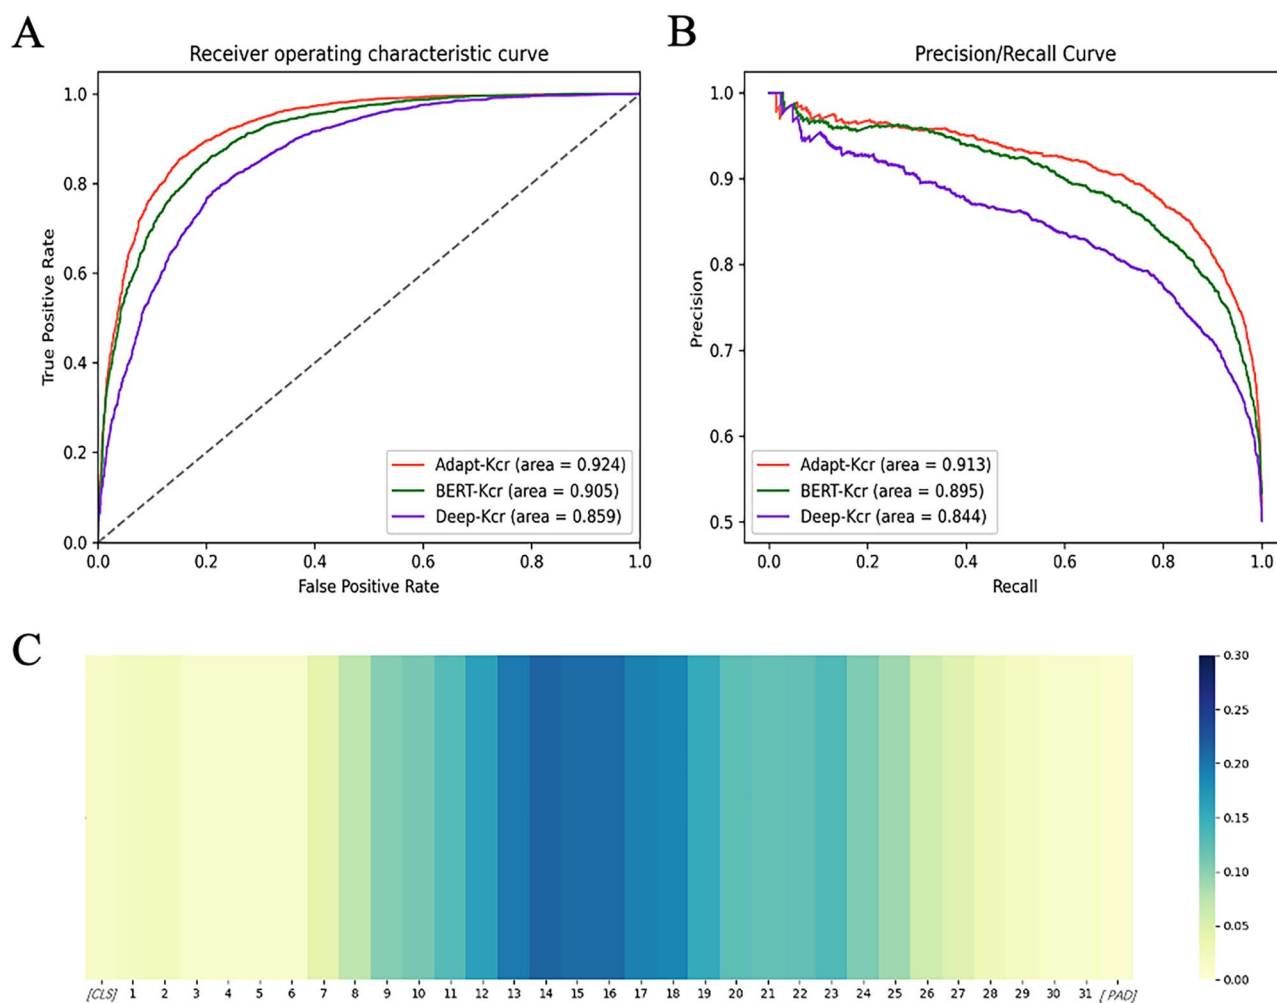 A
Receiver operating characteristic curve
True Positive Rate
1.0
0.8
0.6
0.4
0.2
0.0
0.0 0.2 0.4 0.6 0.8 1.0
False Positive Rate
Adapt-Kcr (area = 0.924)
BERT-Kcr (area = 0.905)
Deep-Kcr (area = 0.859)
B
Precision/Recall Curve
Precision
1.0
0.9
0.8
0.7
0.6
0.5
0.0 0.2 0.4 0.6 0.8 1.0
Recall
Adapt-Kcr (area = 0.913)
BERT-Kcr (area = 0.895)
Deep-Kcr (area = 0.844)
C
[CLS] 1 2 3 4 5 6 7 8 9 10 11 12 13 14 15 16 17 18 19 20 21 22 23 24 25 26 27 28 29 30 31 [ PAD]
0.30
0.25
0.20
0.15
0.10
0.05
0.00